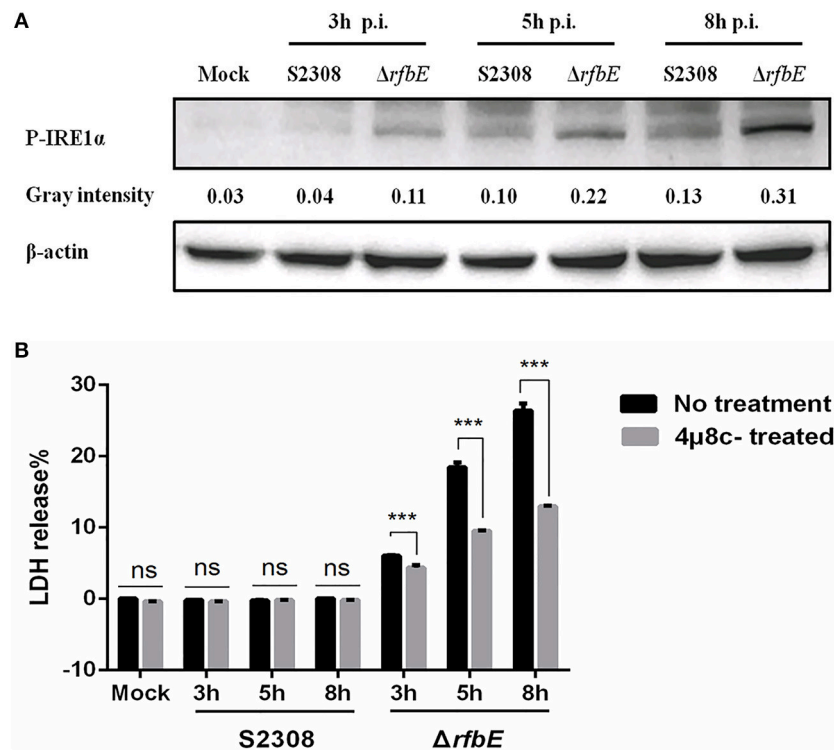 A
3h p.i. 5h p.i. 8h p.i.
Mock S2308 ΔrfbE S2308 ΔrfbE S2308 ΔrfbE
P-IRE1α
Gray intensity 0.03 0.04 0.11 0.10 0.22 0.13 0.31
β-actin
B
LDH release%
30
20
10
0
-10
ns ns ns ns *** *** ***
No treatment
4μ8c- treated
Mock 3h 5h 8h 3h 5h 8h
S2308 ΔrfbE